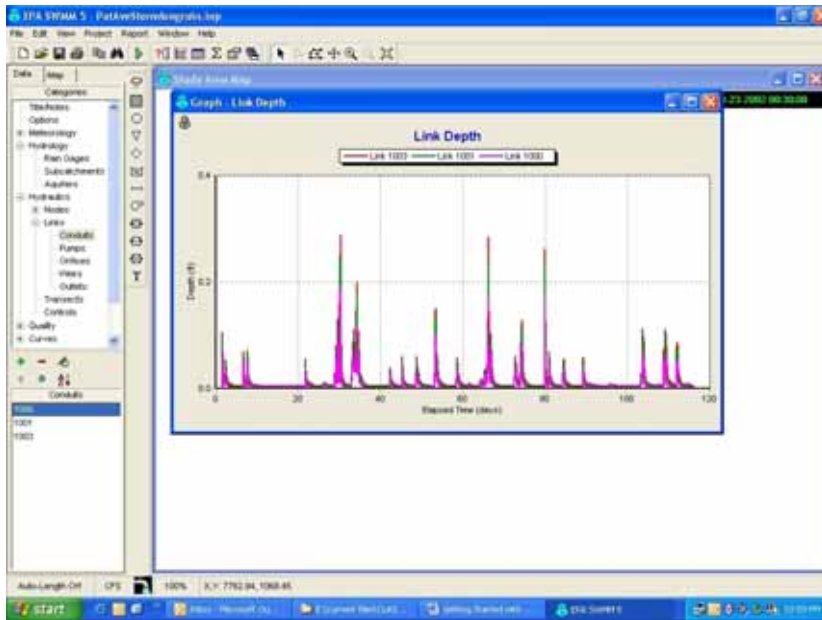 EPA SWMM 5 -
File Edit View Project Report Window Help
Data Map
Categories
Title/Notes
Options
Meteorology
Hydrology
Rain Gages
Subcatchments
Aquifers
Hydraulics
Nodes
Links
Conduits
Pumps
Orifices
Weirs
Outlets
Transects
Controls
Quality
Curves
Conduits
1000
1001
1003
Study Area Map
Graph - Link Depth
Link Depth
Link 1003 Link 1001 Link 1000
Depth (ft)
0.4
0.2
0.0
0 20 40 60 80 100 120
Elapsed Time (days)
Auto-Length: Off CFS 100%
start
EPA SWMM 5